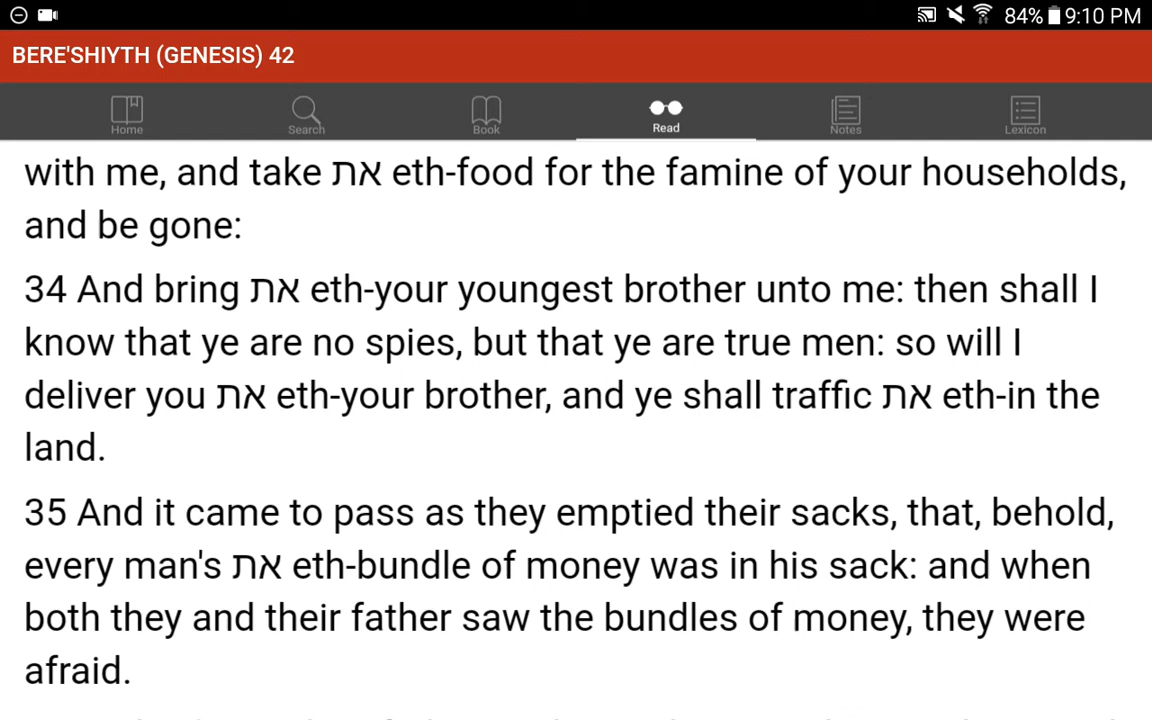 84% 9:10 PM
BERE'SHIYTH (GENESIS) 42
Home Search Book Read Notes Lexicon
with me, and take את eth-food for the famine of your households,
and be gone:
34 And bring את eth-your youngest brother unto me: then shall I
know that ye are no spies, but that ye are true men: so will I
deliver you את eth-your brother, and ye shall traffic את eth-in the
land.
35 And it came to pass as they emptied their sacks, that, behold,
every man's את eth-bundle of money was in his sack: and when
both they and their father saw the bundles of money, they were
afraid.